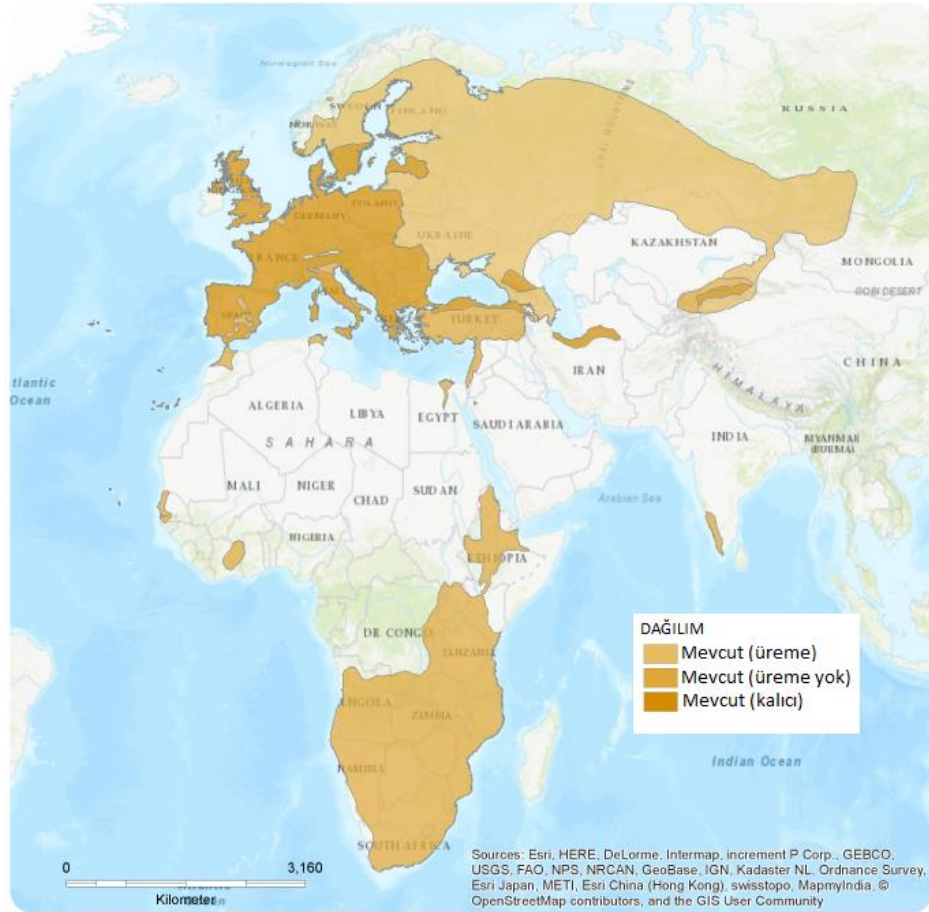 Norwegian Sea
NORWAY
SWEDEN
FINLAND
URAL MOUNTAINS
RUSSIA
GERMANY
POLAND
UKRAINE
FRANCE
KAZAKHSTAN
MONGOLIA
GOBI DESERT
SPAIN
TURKEY
CHINA
IRAN
HIMALAYA
Atlantic
Ocean
ALGERIA
LIBYA
EGYPT
SAUDI ARABIA
SAHARA
INDIA
MYANMAR
(BURMA)
MALI
NIGER
CHAD
SUDAN
Arabian Sea
NIGERIA
ETHIOPIA
DR CONGO
TANZANIA
ANGOLA
ZAMBIA
NAMIBIA
SOUTH AFRICA
Indian Ocean
DAĞILIM
Mevcut (üreme)
Mevcut (üreme yok)
Mevcut (kalıcı)
0 3,160
Kilometer
Sources: Esri, HERE, DeLorme, Intermap, increment P Corp., GEBCO,
USGS, FAO, NPS, NRCAN, GeoBase, IGN, Kadaster NL, Ordnance Survey,
Esri Japan, METI, Esri China (Hong Kong), swisstopo, MapmyIndia, ©
OpenStreetMap contributors, and the GIS User Community